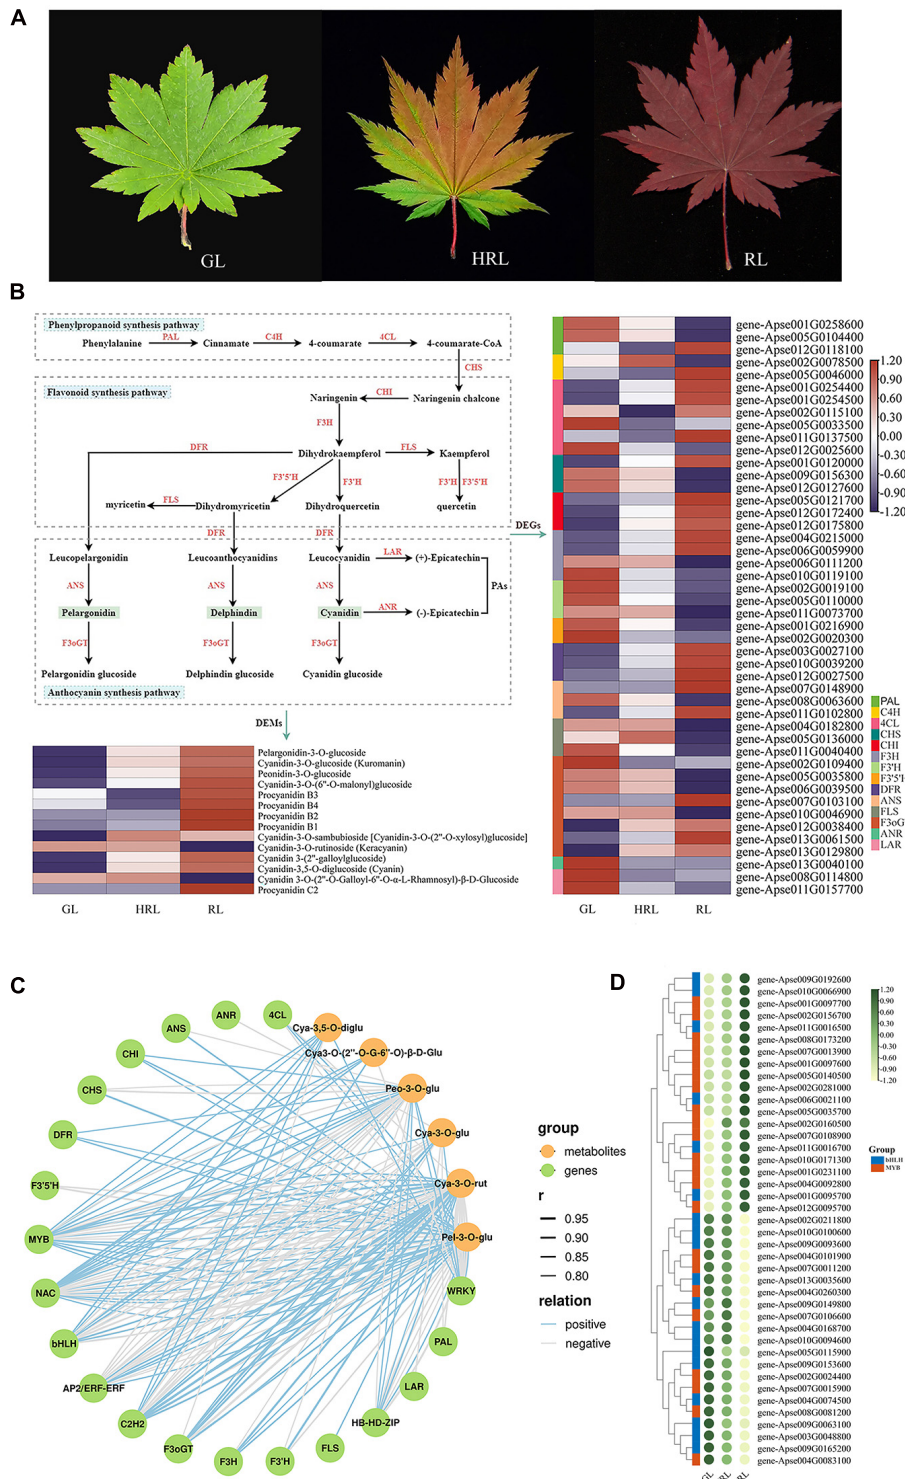 A
GL
HRL
RL
B
Phenylpropanoid synthesis pathway
Phenylalanine PAL Cinnamate C4H 4-coumarate 4CL 4-coumarate-CoA
CHS
Flavonoid synthesis pathway
Naringenin CHI Naringenin chalcone
F3H
DFR Dihydrokaempferol FLS Kaempferol
F3'5'H F3'H F3'H F3'5'H
myricetin FLS Dihydromyricetin Dihydroquercetin quercetin
DFR DFR
DEGs
Leucopelargonidin Leucoanthocyanidins Leucocyanidin LAR (+)-Epicatechin
ANS ANS ANS PAs
Pelargonidin Delphindin Cyanidin ANR (-)-Epicatechin
F3oGT F3oGT F3oGT
Pelargonidin glucoside Delphindin glucoside Cyanidin glucoside
Anthocyanin synthesis pathway
DEMs
Pelargonidin-3-O-glucoside
Cyanidin-3-O-glucoside (Kuromanin)
Peonidin-3-O-glucoside
Cyanidin-3-O-(6"-O-malonyl)glucoside
Procyanidin B3
Procyanidin B4
Procyanidin B2
Procyanidin B1
Cyanidin-3-O-sambubioside [Cyanidin-3-O-(2"-O-xylosyl)glucoside]
Cyanidin-3-O-rutinoside (Keracyanin)
Cyanidin 3-(2"-galloylglucoside)
Cyanidin-3,5-O-diglucoside (Cyanin)
Cyanidin 3-O-(2"-O-Galloyl-6"-O-α-L-Rhamnosyl)-β-D-Glucoside
Procyanidin C2
GL HRL RL
gene-Apse001G0258600
gene-Apse005G0104400
gene-Apse012G0118100
gene-Apse002G0078500
gene-Apse005G0046000
gene-Apse001G0254400
gene-Apse001G0254500
gene-Apse002G0115100
gene-Apse005G0033500
gene-Apse011G0137500
gene-Apse012G0025600
gene-Apse001G0120000
gene-Apse009G0156300
gene-Apse012G0127600
gene-Apse005G0121700
gene-Apse012G0172400
gene-Apse012G0175800
gene-Apse004G0215000
gene-Apse006G0059900
gene-Apse006G0111200
gene-Apse010G0119100
gene-Apse002G0019100
gene-Apse005G0110000
gene-Apse011G0073700
gene-Apse001G0216900
gene-Apse002G0020300
gene-Apse003G0027100
gene-Apse010G0039200
gene-Apse012G0027500
gene-Apse007G0148900
gene-Apse008G0063600
gene-Apse011G0102800
gene-Apse004G0182800
gene-Apse005G0136000
gene-Apse011G0040400
gene-Apse002G0109400
gene-Apse005G0035800
gene-Apse006G0039500
gene-Apse007G0103100
gene-Apse010G0046900
gene-Apse012G0038400
gene-Apse013G0061500
gene-Apse013G0129800
gene-Apse013G0040100
gene-Apse008G0114800
gene-Apse011G0157700
GL HRL RL
1.20
0.90
0.60
0.30
0.00
-0.30
-0.60
-0.90
-1.20
PAL
C4H
4CL
CHS
CHI
F3H
F3'H
F3'5'H
DFR
ANS
FLS
F3oG
ANR
LAR
C
4CL
ANR
ANS
CHI
CHS
DFR
F3'5'H
MYB
NAC
bHLH
AP2/ERF-ERF
C2H2
F3oGT
F3H
F3'H
FLS
HB-HD-ZIP
LAR
PAL
WRKY
Cya-3,5-O-diglu
Cya3-O-(2"-O-G-6"-O)-β-D-Glu
Peo-3-O-glu
Cya-3-O-glu
Cya-3-O-rut
Pel-3-O-glu
group
metabolites
genes
r
0.95
0.90
0.85
0.80
relation
positive
negative
D
gene-Apse009G0192600
gene-Apse010G0066900
gene-Apse001G0097700
gene-Apse002G0156700
gene-Apse011G0016500
gene-Apse008G0173200
gene-Apse007G0013900
gene-Apse001G0097600
gene-Apse005G0140500
gene-Apse002G0281000
gene-Apse006G0021100
gene-Apse005G0035700
gene-Apse002G0160500
gene-Apse007G0108900
gene-Apse011G0016700
gene-Apse010G0171300
gene-Apse001G0231100
gene-Apse004G0092800
gene-Apse001G0095700
gene-Apse012G0095700
gene-Apse002G0211800
gene-Apse010G0100600
gene-Apse009G0093600
gene-Apse004G0101900
gene-Apse007G0011200
gene-Apse013G0035600
gene-Apse004G0260300
gene-Apse009G0149800
gene-Apse007G0106600
gene-Apse004G0168700
gene-Apse010G0094600
gene-Apse005G0115900
gene-Apse009G0153600
gene-Apse002G0024400
gene-Apse007G0015900
gene-Apse004G0074500
gene-Apse008G0081200
gene-Apse009G0063100
gene-Apse003G0048800
gene-Apse009G0165200
gene-Apse004G0083100
GL RL RL
1.20
0.90
0.60
0.30
0.00
-0.30
-0.60
-0.90
-1.20
Group
bHLH
MYB